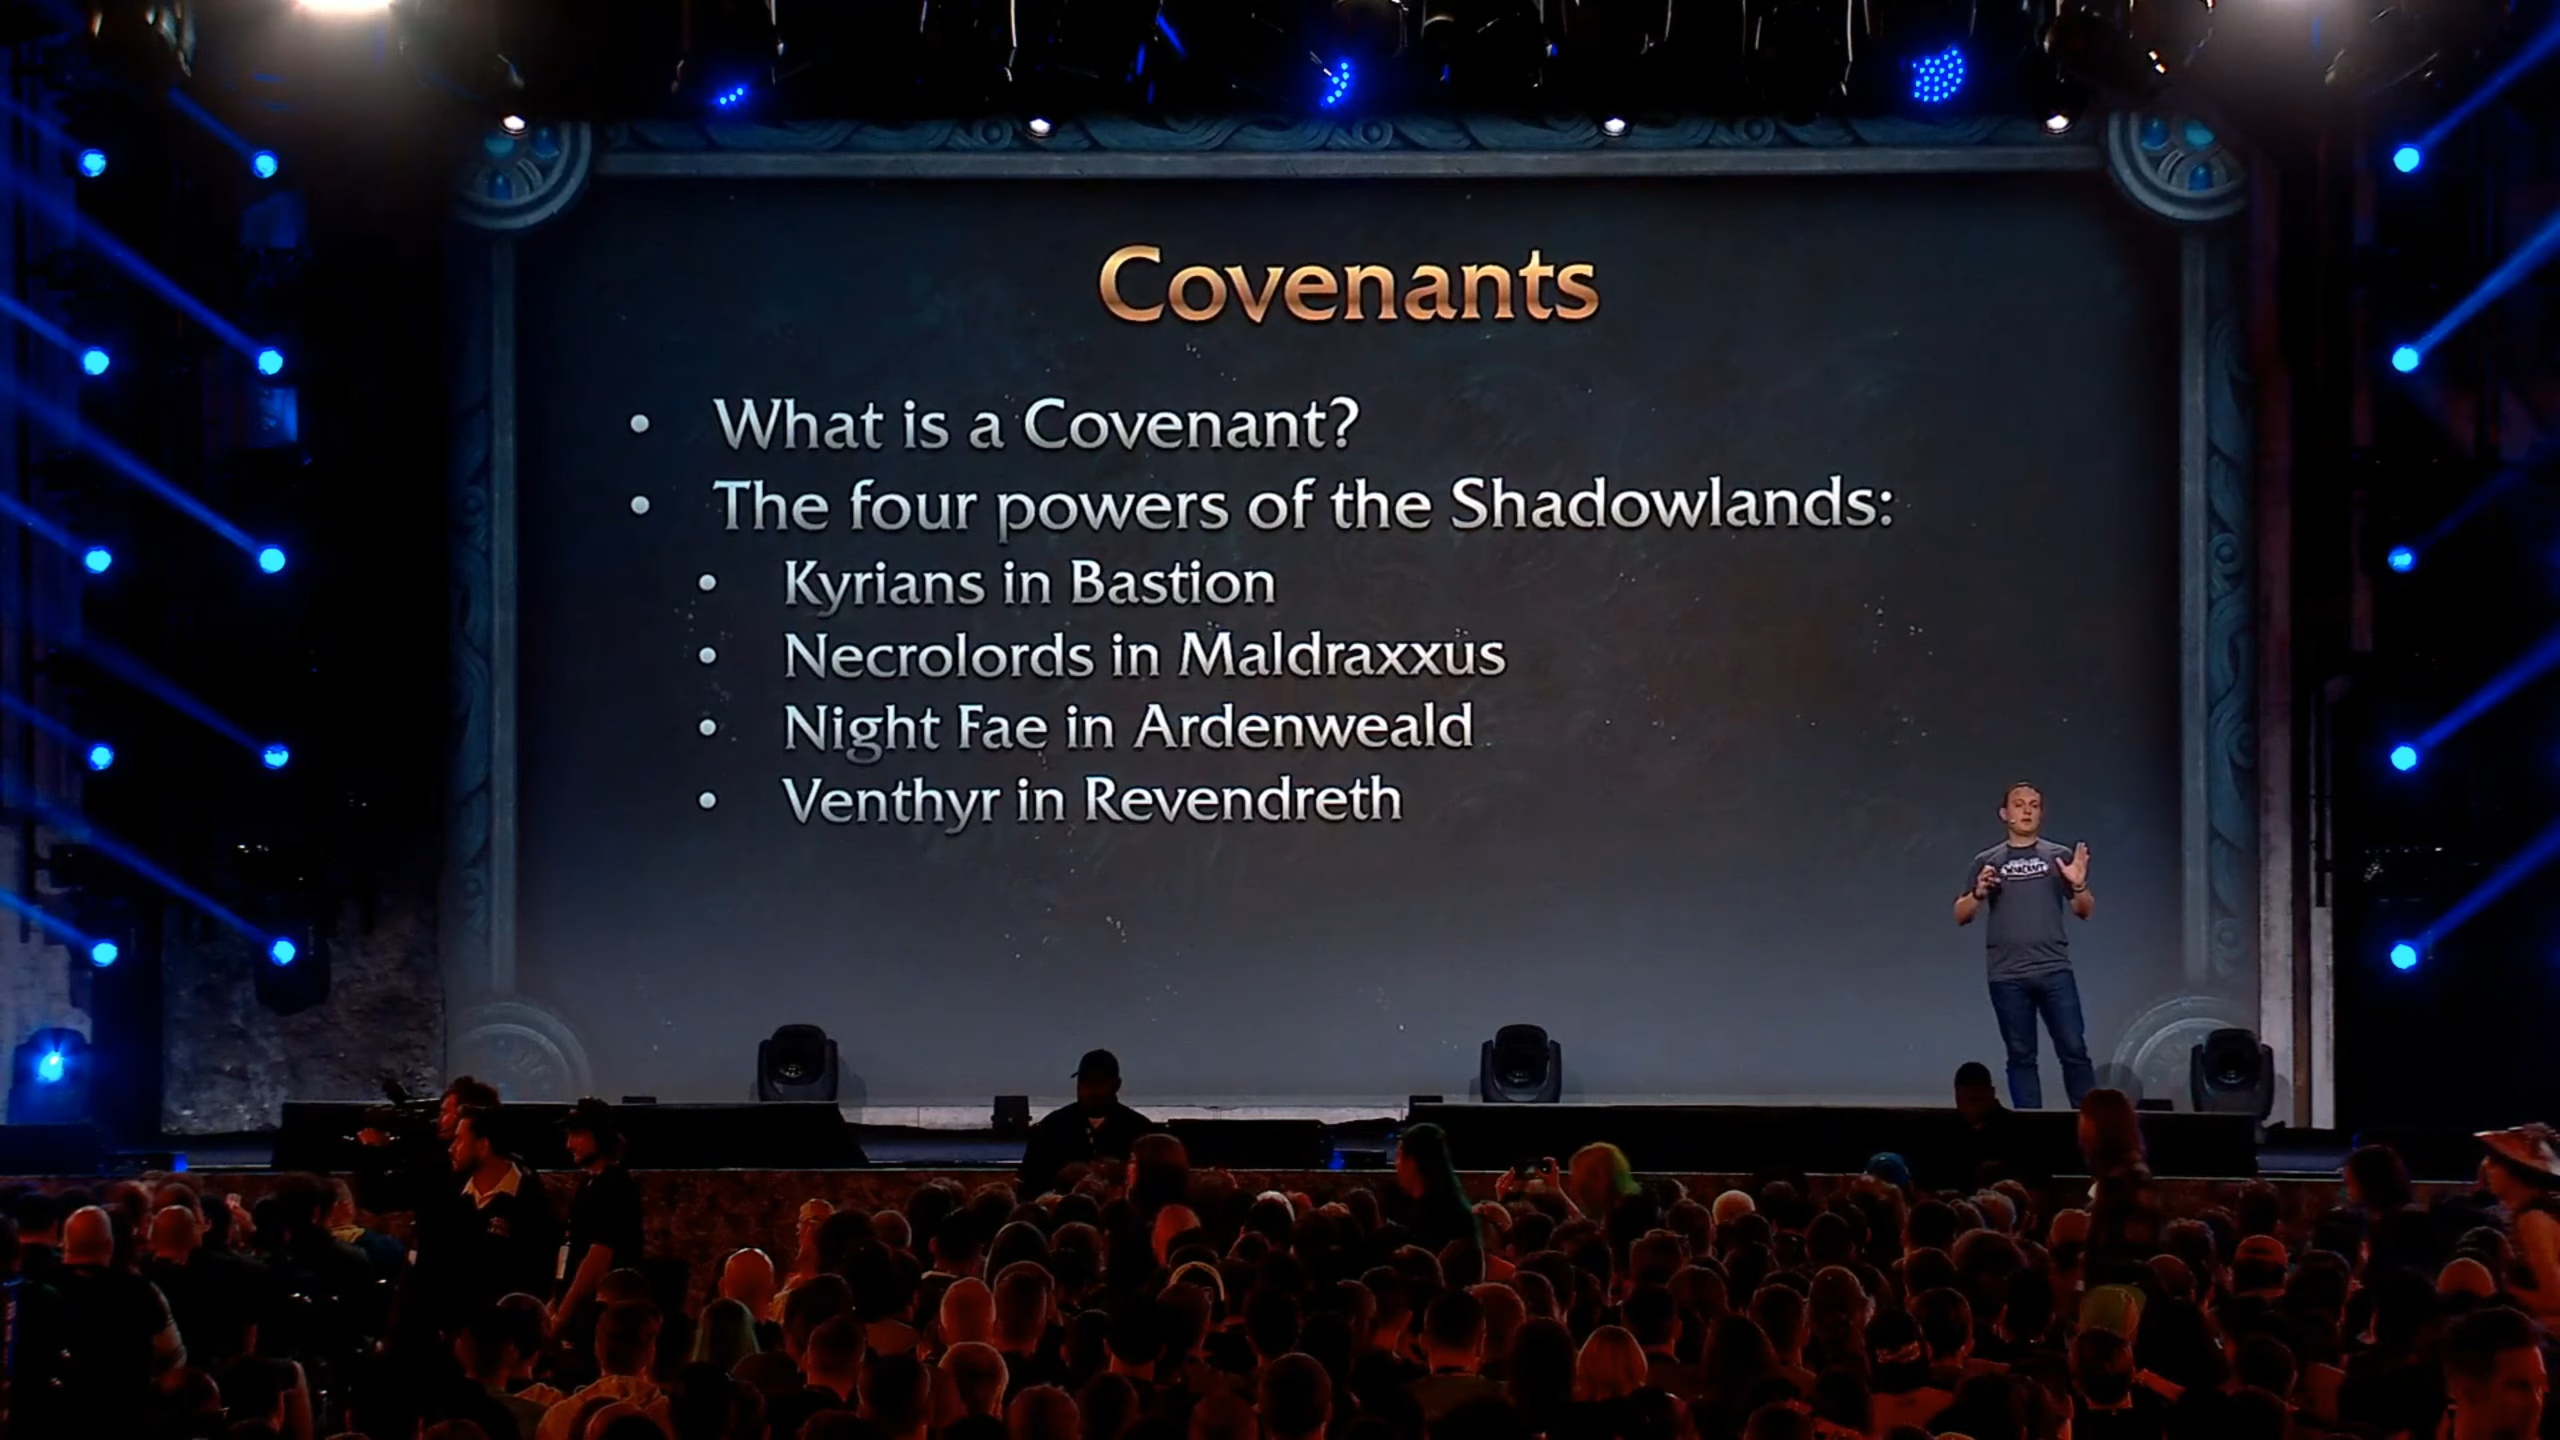 Covenants
• What is a Covenant?
• The four powers of the Shadowlands:
• Kyrians in Bastion
• Necrolords in Maldraxxus
• Night Fae in Ardenweald
• Venthyr in Revendreth
WARCRAFT